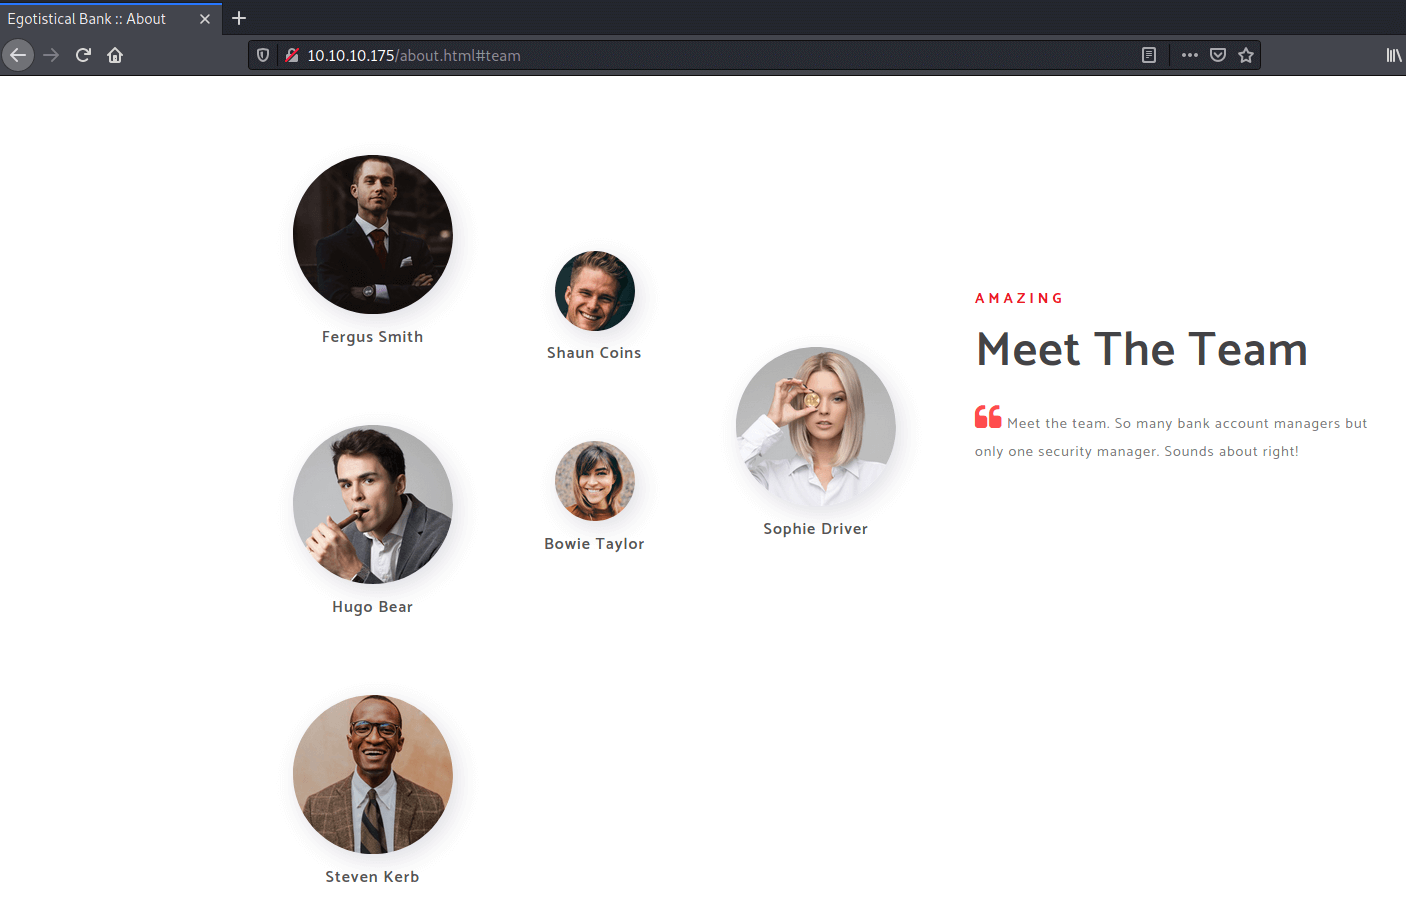 Egotistical Bank :: About
10.10.10.175/about.html#team
Fergus Smith
Shaun Coins
Hugo Bear
Bowie Taylor
Sophie Driver
Steven Kerb
AMAZING
Meet The Team
Meet the team. So many bank account managers but
only one security manager. Sounds about right!